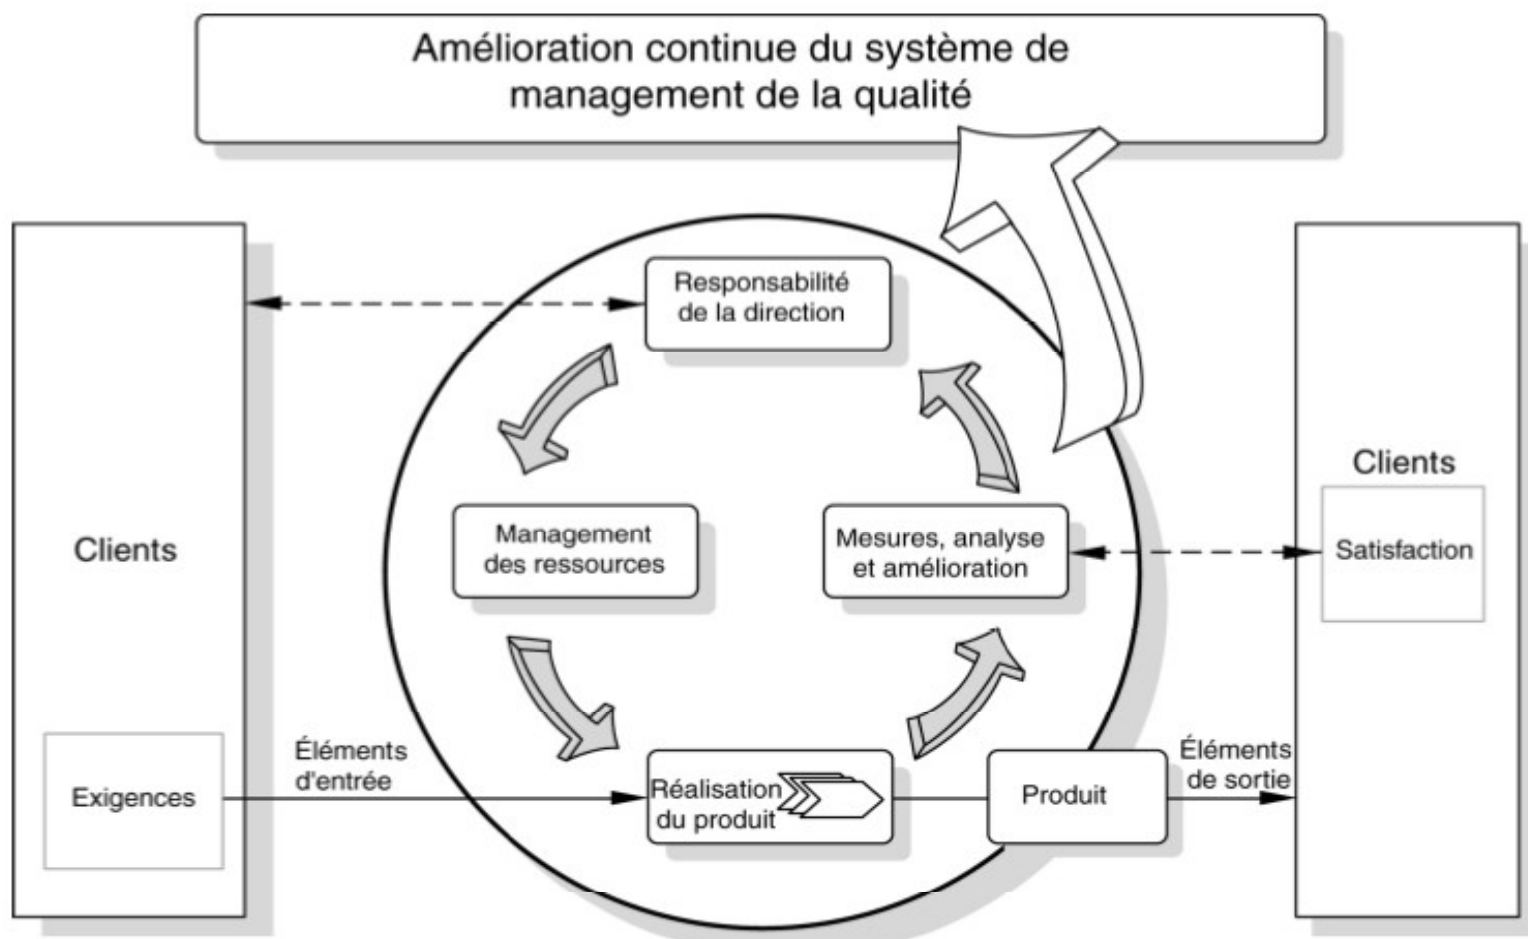 Amélioration continue du système de
management de la qualité
Responsabilité
de la direction
Clients
Management
des ressources
Mesures, analyse
et amélioration
Clients
Satisfaction
Exigences
Éléments
d'entrée
Réalisation
du produit
Produit
Éléments
de sortie